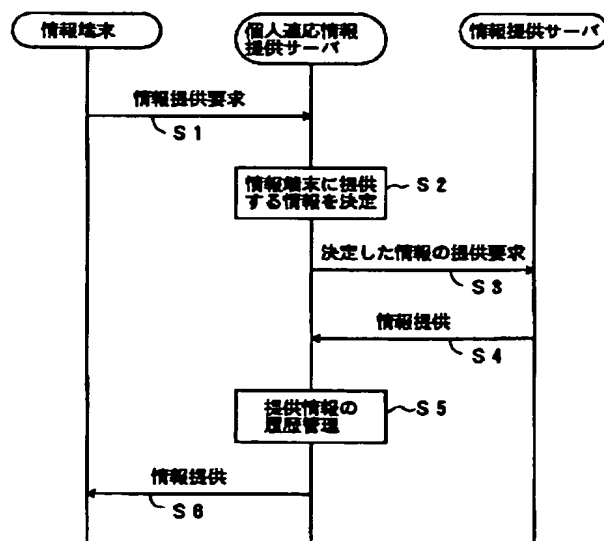 情報端末
個人適応情報
提供サーバ
情報提供サーバ
情報提供要求
S1
情報端末に提供
する情報を決定
S2
決定した情報の提供要求
S3
情報提供
S4
提供情報の
履歴管理
S5
情報提供
S6